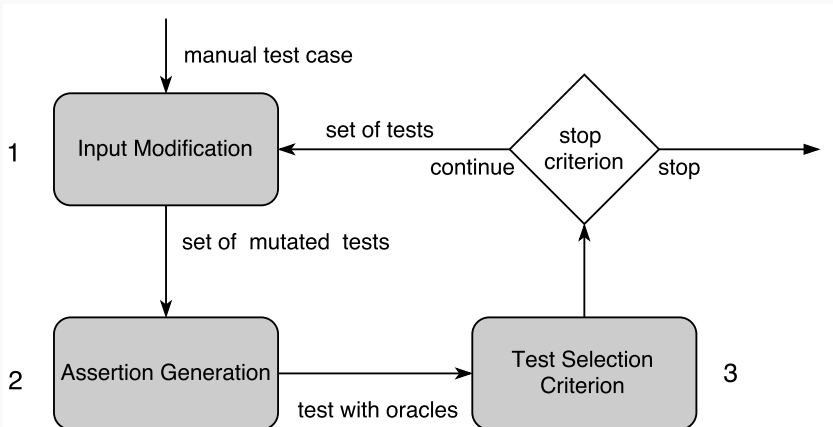 manual test case
1
Input Modification
set of tests
continue
stop
criterion
stop
set of mutated tests
2
Assertion Generation
test with oracles
Test Selection
Criterion
3